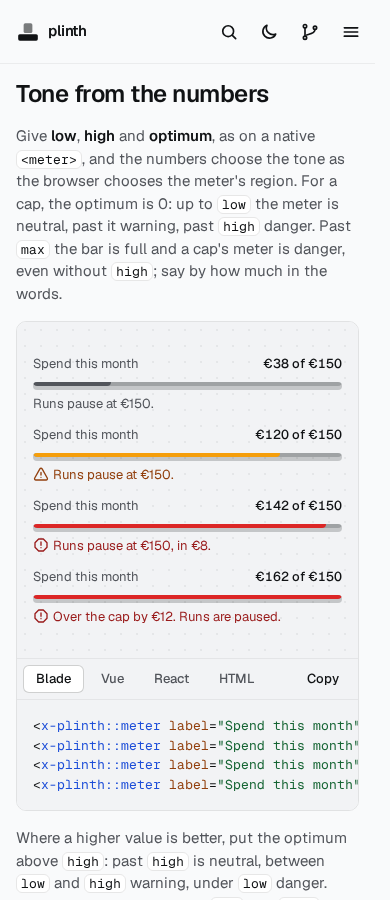 plinth
Tone from the numbers
Give low, high and optimum, as on a native
<meter>, and the numbers choose the tone as
the browser chooses the meter's region. For a
cap, the optimum is 0: up to low the meter is
neutral, past it warning, past high danger. Past
max the bar is full and a cap's meter is danger,
even without high; say by how much in the
words.
Spend this month €38 of €150
Runs pause at €150.
Spend this month €120 of €150
Runs pause at €150.
Spend this month €142 of €150
Runs pause at €150, in €8.
Spend this month €162 of €150
Over the cap by €12. Runs are paused.
Blade Vue React HTML Copy
<x-plinth::meter label="Spend this month"
<x-plinth::meter label="Spend this month"
<x-plinth::meter label="Spend this month"
<x-plinth::meter label="Spend this month"
Where a higher value is better, put the optimum
above high: past high is neutral, between
low and high warning, under low danger.